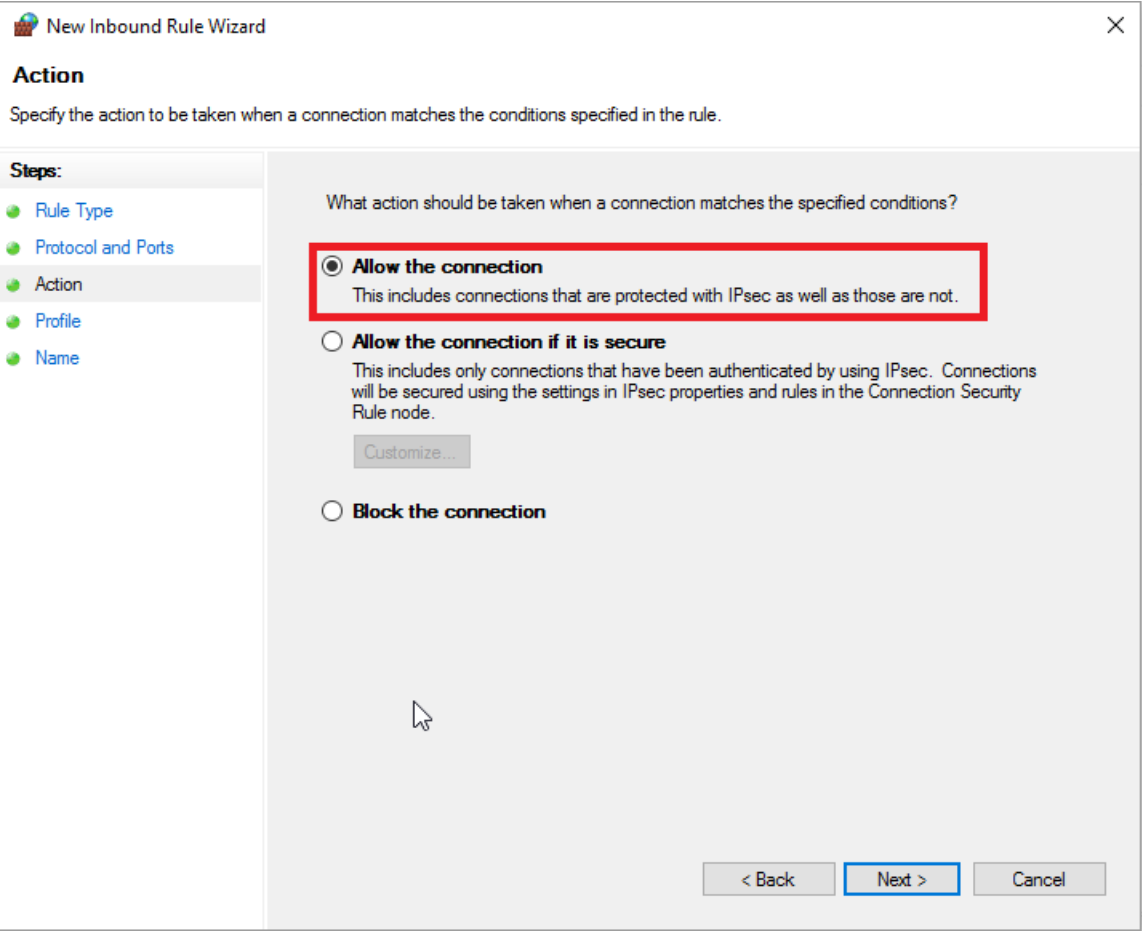 New Inbound Rule Wizard
Action
Specify the action to be taken when a connection matches the conditions specified in the rule.
Steps:
Rule Type
Protocol and Ports
Action
Profile
Name
What action should be taken when a connection matches the specified conditions?
Allow the connection
This includes connections that are protected with IPsec as well as those are not.
Allow the connection if it is secure
This includes only connections that have been authenticated by using IPsec. Connections
will be secured using the settings in IPsec properties and rules in the Connection Security
Rule node.
Customize...
Block the connection
< Back
Next >
Cancel